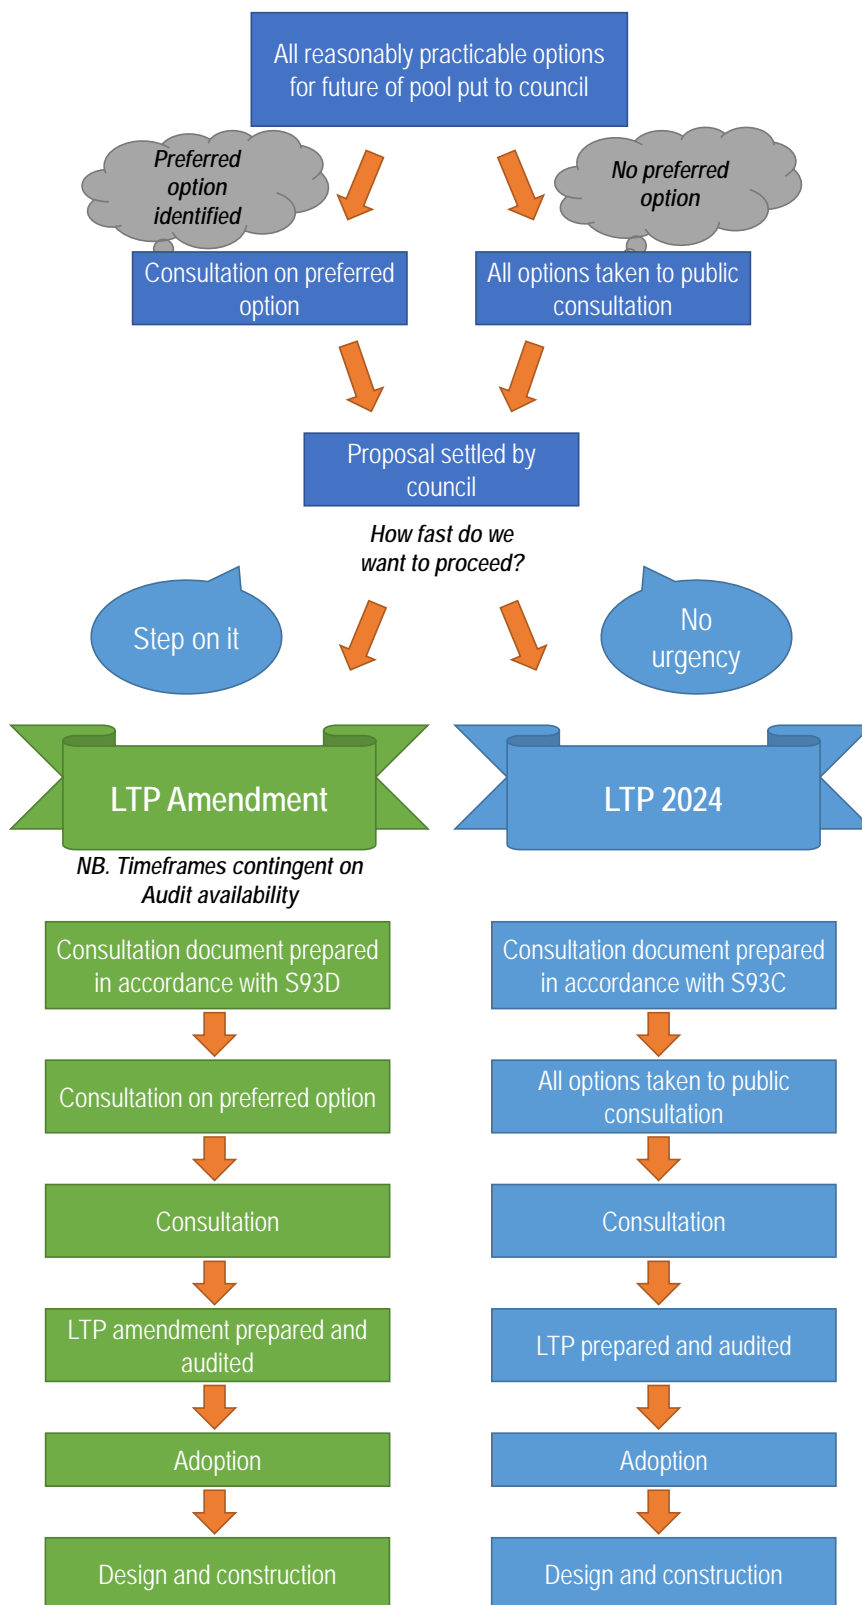 All reasonably practicable options
for future of pool put to council
Preferred
option
identified
No preferred
option
Consultation on preferred
option
All options taken to public
consultation
Proposal settled by
council
How fast do we
want to proceed?
Step on it
No
urgency
LTP Amendment
LTP 2024
NB. Timeframes contingent on
Audit availability
Consultation document prepared
in accordance with S93D
Consultation on preferred option
Consultation
LTP amendment prepared and
audited
Adoption
Design and construction
Consultation document prepared
in accordance with S93C
All options taken to public
consultation
Consultation
LTP prepared and audited
Adoption
Design and construction